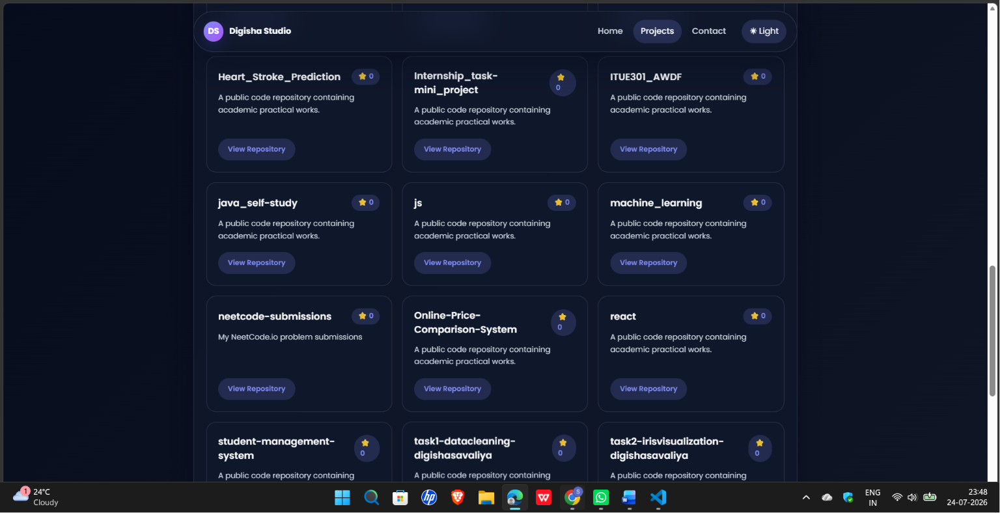 DS Digisha Studio Home Projects Contact ☀ Light
Heart_Stroke_Prediction ⭐ 0
A public code repository containing
academic practical works.
View Repository
Internship_task-
mini_project
⭐
0
A public code repository containing
academic practical works.
View Repository
ITUE301_AWDF ⭐ 0
A public code repository containing
academic practical works.
View Repository
java_self-study ⭐ 0
A public code repository containing
academic practical works.
View Repository
js ⭐ 0
A public code repository containing
academic practical works.
View Repository
machine_learning ⭐ 0
A public code repository containing
academic practical works.
View Repository
neetcode-submissions ⭐ 0
My NeetCode.io problem submissions
View Repository
Online-Price-
Comparison-System
⭐
0
A public code repository containing
academic practical works.
View Repository
react ⭐ 0
A public code repository containing
academic practical works.
View Repository
student-management-
system
⭐
0
A public code repository containing
task1-datacleaning-
digishasavaliya
⭐
0
A public code repository containing
task2-irisvisualization-
digishasavaliya
⭐
0
A public code repository containing
1
24°C
Cloudy
hp
W
S
W
ENG
IN
23:48
24-07-2026